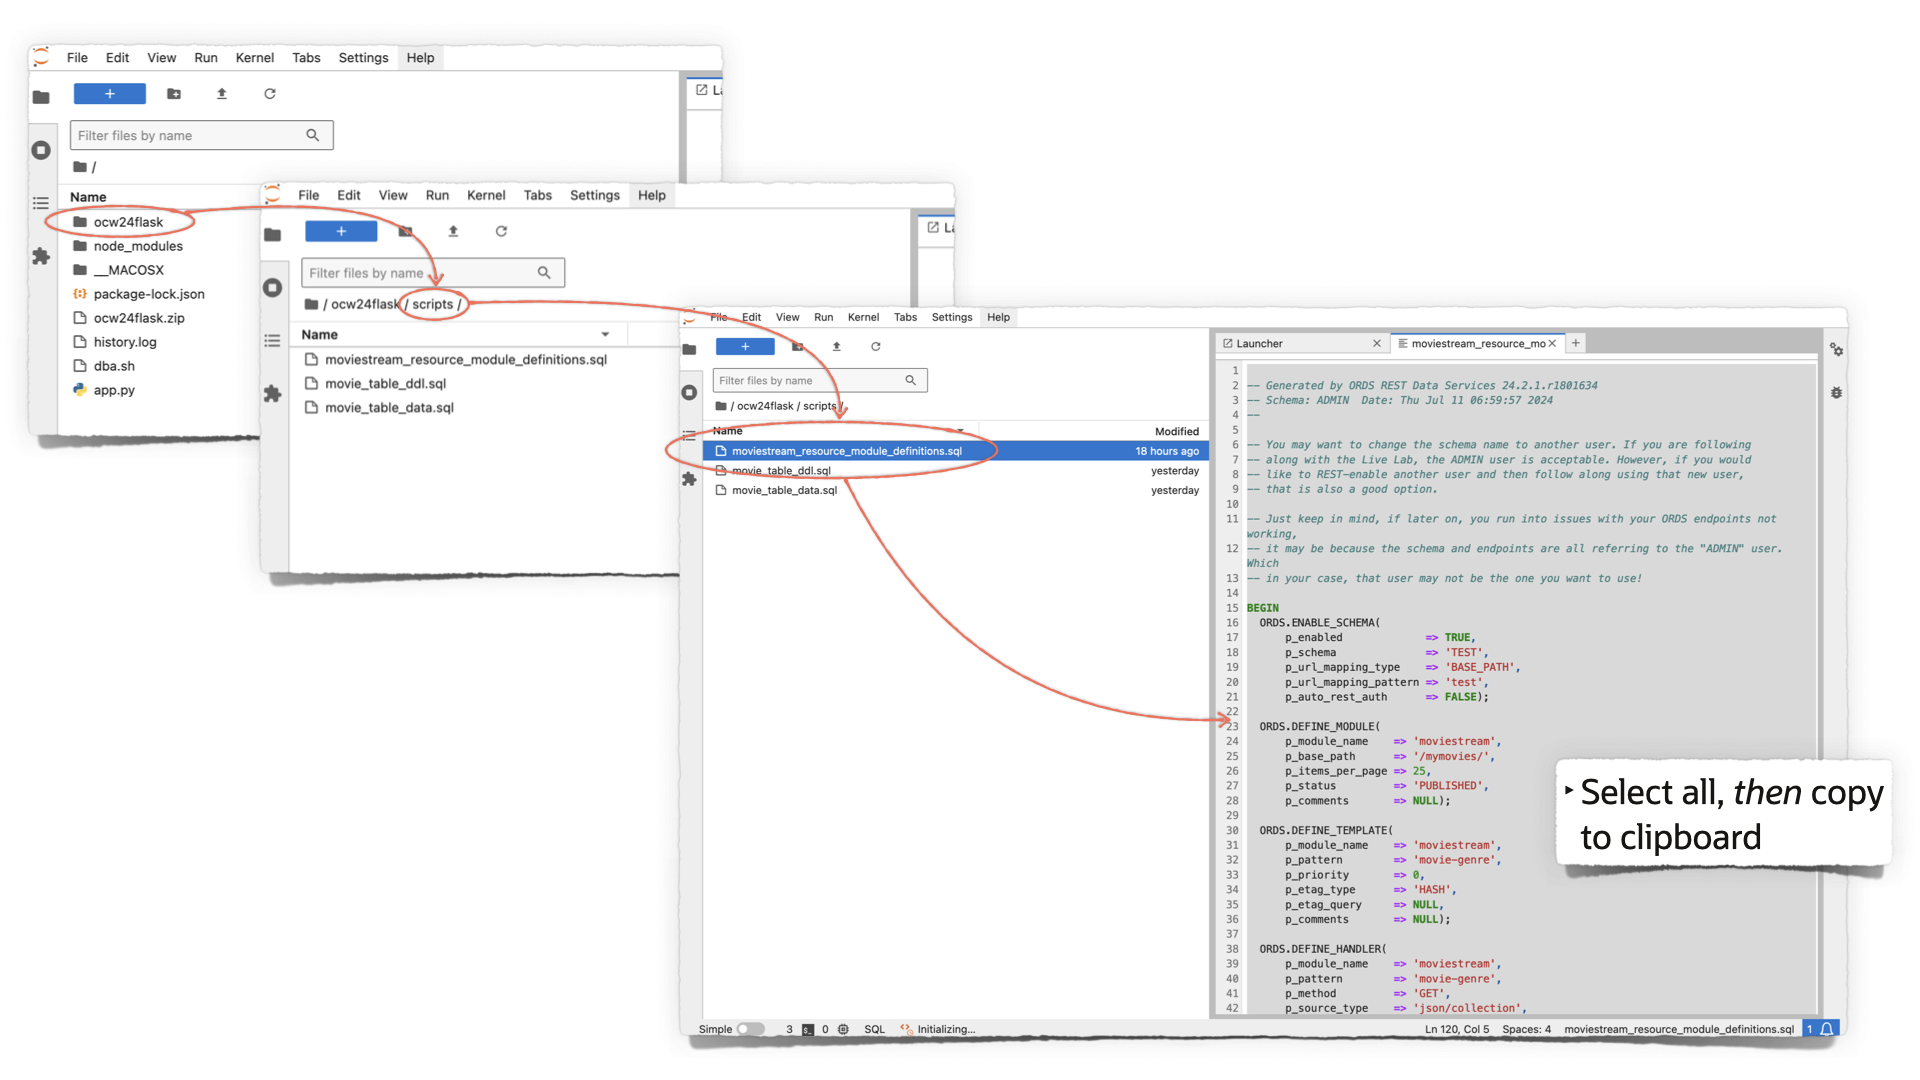 File Edit View Run Kernel Tabs Settings Help
+
La
Filter files by name
/
Name
ocw24flask
node_modules
__MACOSX
package-lock.json
ocw24flask.zip
history.log
dba.sh
app.py
File Edit View Run Kernel Tabs Settings Help
+
Filter files by name
/ ocw24flask / scripts /
Name
moviestream_resource_module_definitions.sql
movie_table_ddl.sql
movie_table_data.sql
File Edit View Run Kernel Tabs Settings Help
+
Filter files by name
/ ocw24flask / scripts /
Name Modified
moviestream_resource_module_definitions.sql 18 hours ago
movie_table_ddl.sql yesterday
movie_table_data.sql yesterday
Launcher × moviestream_resource_mo × +
1
2 -- Generated by ORDS REST Data Services 24.2.1.r1801634
3 -- Schema: ADMIN  Date: Thu Jul 11 06:59:57 2024
4 --
5
6 -- You may want to change the schema name to another user. If you are following
7 -- along with the Live Lab, the ADMIN user is acceptable. However, if you would
8 -- like to REST-enable another user and then follow along using that new user,
9 -- that is also a good option.
10
11 -- Just keep in mind, if later on, you run into issues with your ORDS endpoints not
working,
12 -- it may be because the schema and endpoints are all referring to the "ADMIN" user.
Which
13 -- in your case, that user may not be the one you want to use!
14
15 BEGIN
16 ORDS.ENABLE_SCHEMA(
17 p_enabled => TRUE,
18 p_schema => 'TEST',
19 p_url_mapping_type => 'BASE_PATH',
20 p_url_mapping_pattern => 'test',
21 p_auto_rest_auth => FALSE);
22
23 ORDS.DEFINE_MODULE(
24 p_module_name => 'moviestream',
25 p_base_path => '/mymovies/',
26 p_items_per_page => 25,
27 p_status => 'PUBLISHED',
28 p_comments => NULL);
29
30 ORDS.DEFINE_TEMPLATE(
31 p_module_name => 'moviestream',
32 p_pattern => 'movie-genre',
33 p_priority => 0,
34 p_etag_type => 'HASH',
35 p_etag_query => NULL,
36 p_comments => NULL);
37
38 ORDS.DEFINE_HANDLER(
39 p_module_name => 'moviestream',
40 p_pattern => 'movie-genre',
41 p_method => 'GET',
42 p_source_type => 'json/collection',
‣ Select all, then copy
to clipboard
Simple 3 0 SQL Initializing... Ln 120, Col 5 Spaces: 4 moviestream_resource_module_definitions.sql 1